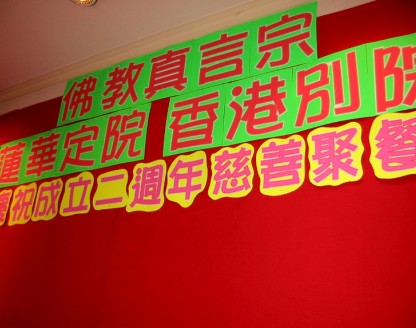 佛教真言宗
蓮華定院 香港別院
慶祝成立二週年慈善聚餐